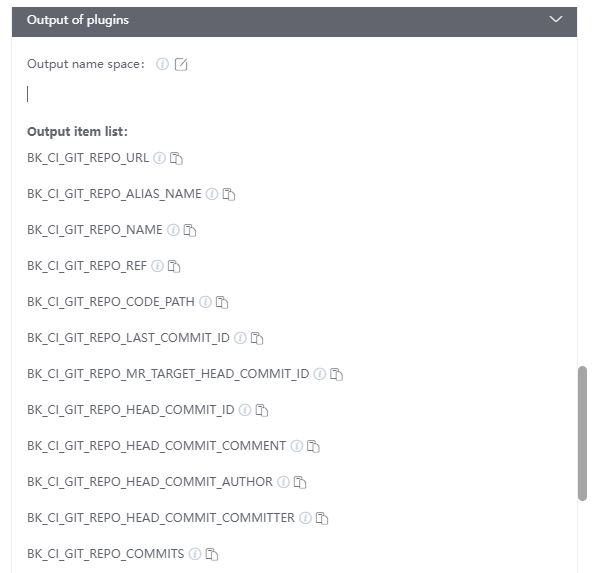 Output of plugins
Output name space：
Output item list：
BK_CI_GIT_REPO_URL
BK_CI_GIT_REPO_ALIAS_NAME
BK_CI_GIT_REPO_NAME
BK_CI_GIT_REPO_REF
BK_CI_GIT_REPO_CODE_PATH
BK_CI_GIT_REPO_LAST_COMMIT_ID
BK_CI_GIT_REPO_MR_TARGET_HEAD_COMMIT_ID
BK_CI_GIT_REPO_HEAD_COMMIT_ID
BK_CI_GIT_REPO_HEAD_COMMIT_COMMENT
BK_CI_GIT_REPO_HEAD_COMMIT_AUTHOR
BK_CI_GIT_REPO_HEAD_COMMIT_COMMITTER
BK_CI_GIT_REPO_COMMITS